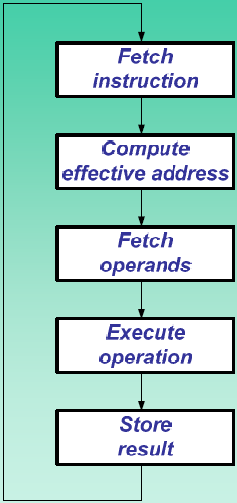 Fetch
instruction
Compute
effective address
Fetch
operands
Execute
operation
Store
result